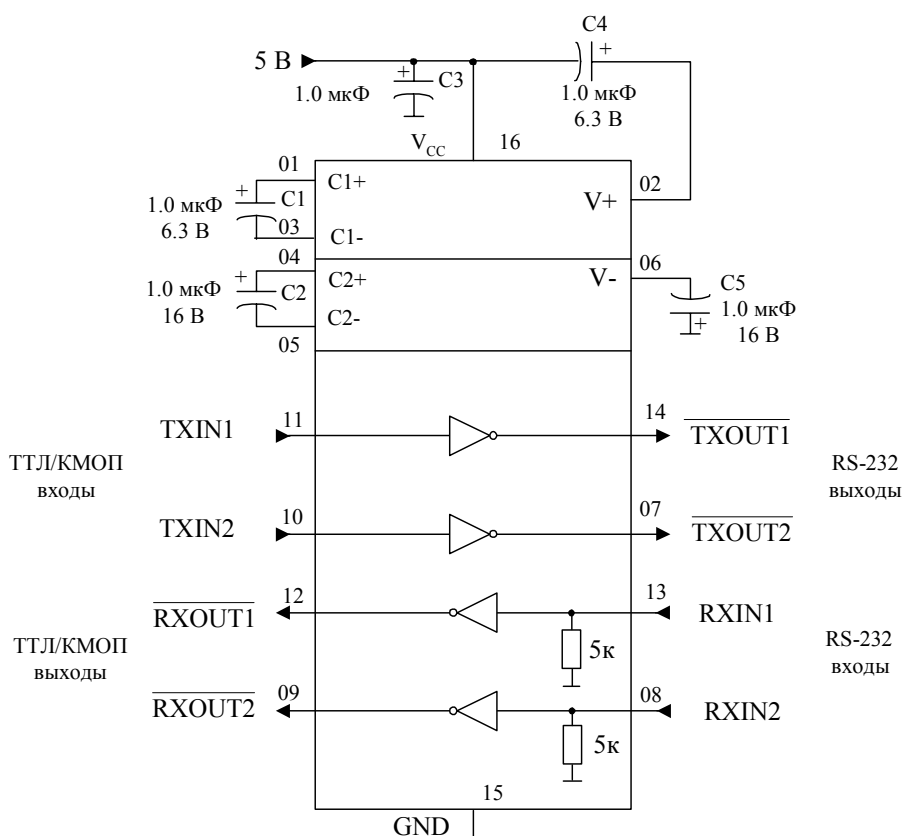 C4
+
5 В
+
C3
1.0 мкФ
1.0 мкФ
6.3 В
VCC
16
01
02
+
C1+
C1
V+
1.0 мкФ
6.3 В
03
C1-
04
06
+
C2+
V-
C2
1.0 мкФ
16 В
C2-
C5
1.0 мкФ
+
16 В
05
TXIN1
11
14
TXOUT1
ТТЛ/КМОП
входы
RS-232
выходы
TXIN2
10
07
TXOUT2
RXOUT1
12
13
RXIN1
ТТЛ/КМОП
выходы
5к
RS-232
входы
RXOUT2
09
08
RXIN2
5к
15
GND